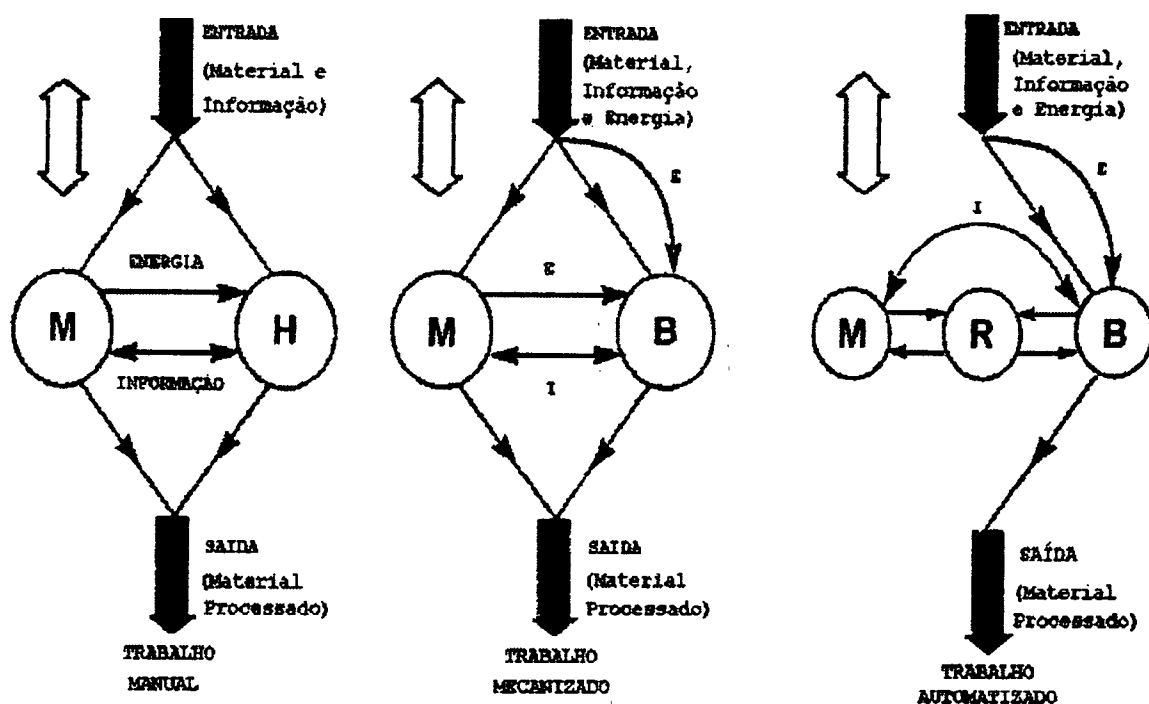 ENTRADA
(Material e
Informação)
ENERGIA
M
H
INFORMAÇÃO
SAIDA
(Material
Processado)
TRABALHO
MANUAL
ENTRADA
(Material,
Informação
e Energia)
E
E
M
B
I
SAIDA
(Material
Processado)
TRABALHO
MECANIZADO
ENTRADA
(Material,
Informação
e Energia)
E
I
M
R
B
SAÍDA
(Material
Processado)
TRABALHO
AUTOMATIZADO